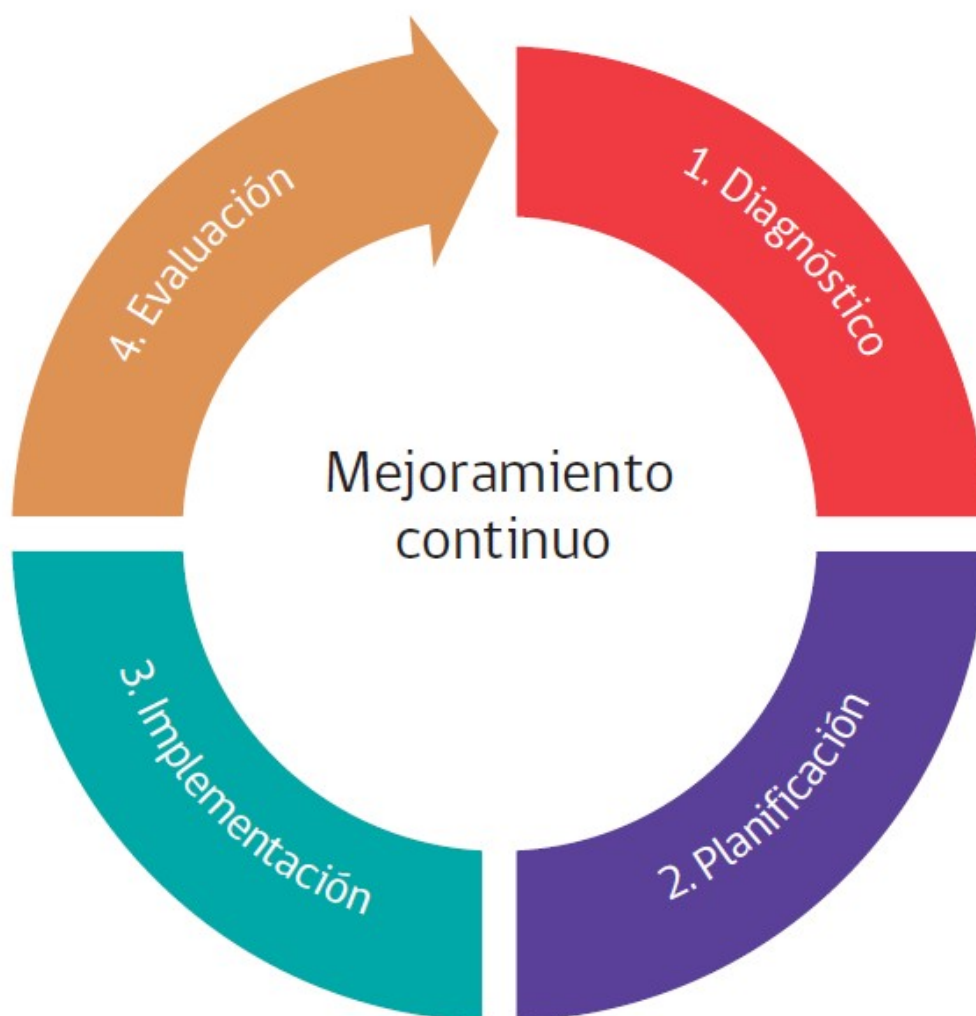 1. Diagnóstico
2. Planificación
3. Implementación
4. Evaluación
Mejoramiento
continuo